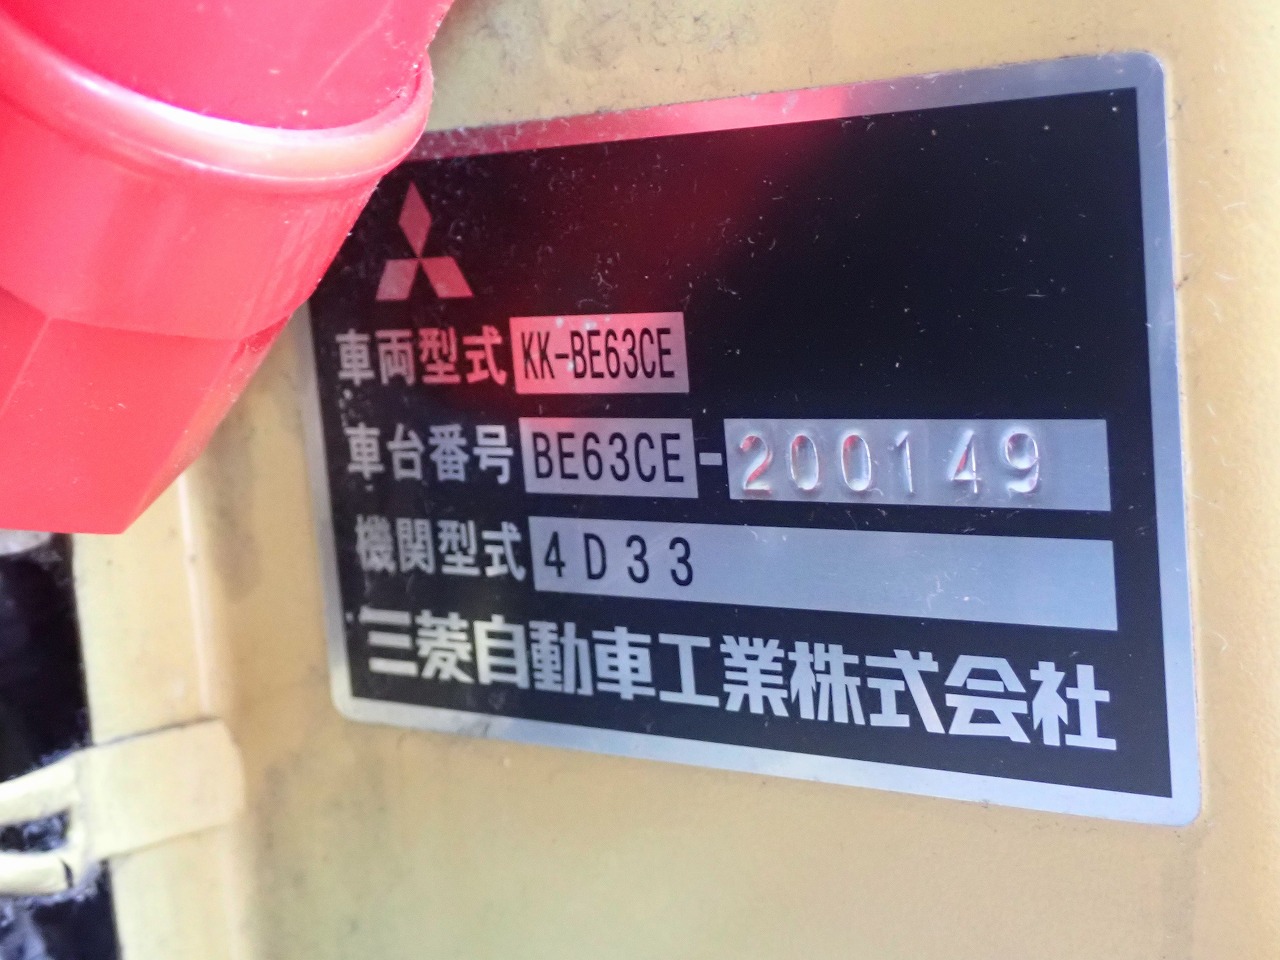 車両型式 KK-BE63CE
車台番号 BE63CE-200149
機関型式 4D33
三菱自動車工業株式会社